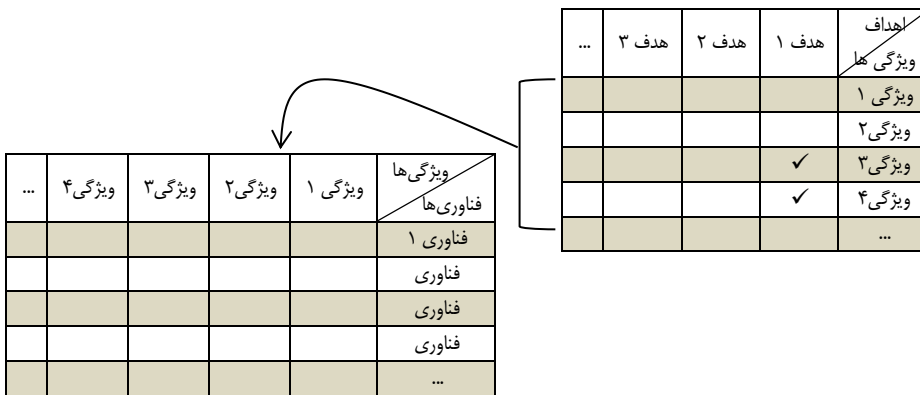 اهداف
ویژگی ها
هدف ۱
هدف ۲
هدف ۳
...
ویژگی ۱
ویژگی۲
ویژگی۳
✓
ویژگی۴
✓
...
ویژگی‌ها
فناوری‌ها
ویژگی ۱
ویژگی۲
ویژگی۳
ویژگی۴
...
فناوری ۱
فناوری
فناوری
فناوری
...